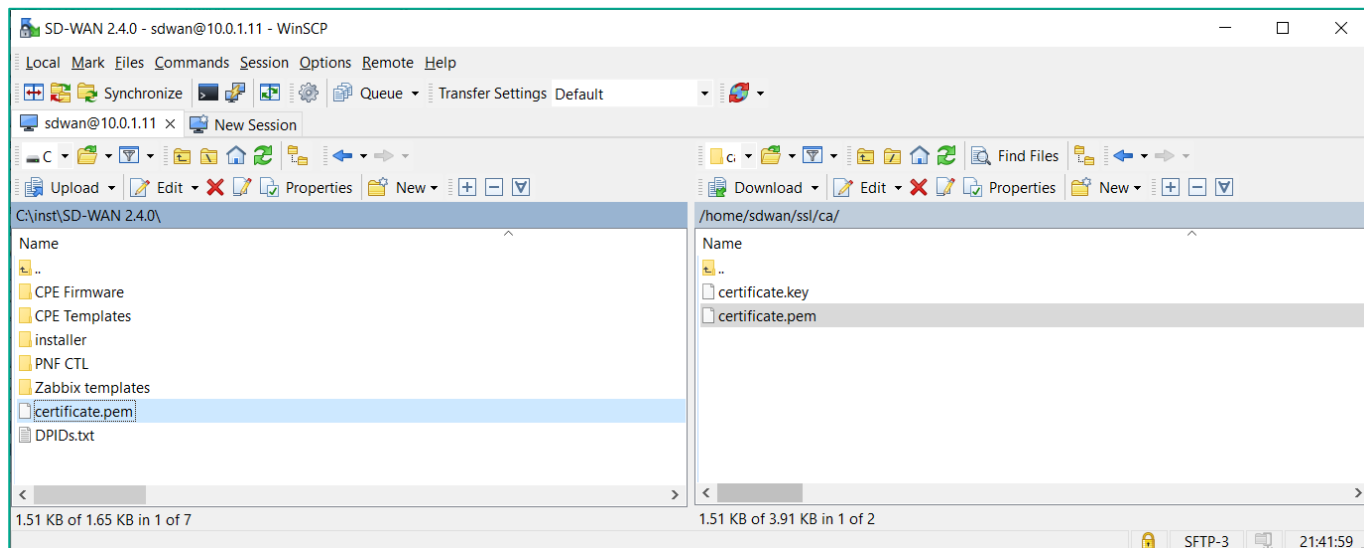 SD-WAN 2.4.0 - sdwan@10.0.1.11 - WinSCP
Local Mark Files Commands Session Options Remote Help
Synchronize Queue Transfer Settings Default
sdwan@10.0.1.11 New Session
C
Find Files
Upload Edit Properties New
Download Edit Properties New
C:\inst\SD-WAN 2.4.0\
/home/sdwan/ssl/ca/
Name
..
CPE Firmware
CPE Templates
installer
PNF CTL
Zabbix templates
certificate.pem
DPIDs.txt
Name
..
certificate.key
certificate.pem
1.51 KB of 1.65 KB in 1 of 7
1.51 KB of 3.91 KB in 1 of 2
SFTP-3 21:41:59